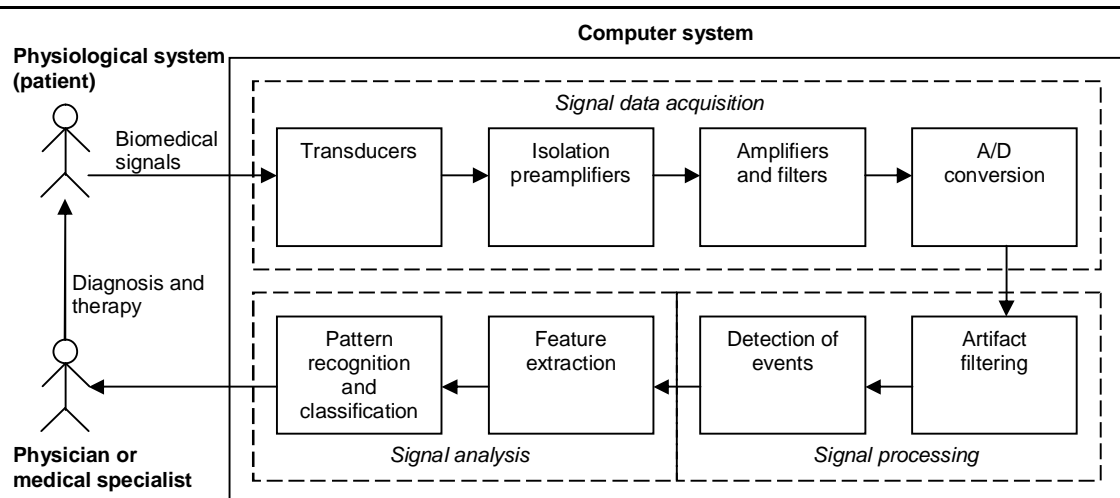 Computer system
Physiological system
(patient)
Signal data acquisition
Biomedical
signals
Transducers
Isolation
preamplifiers
Amplifiers
and filters
A/D
conversion
Diagnosis and
therapy
Pattern
recognition
and
classification
Feature
extraction
Detection of
events
Artifact
filtering
Signal analysis
Signal processing
Physician or
medical specialist